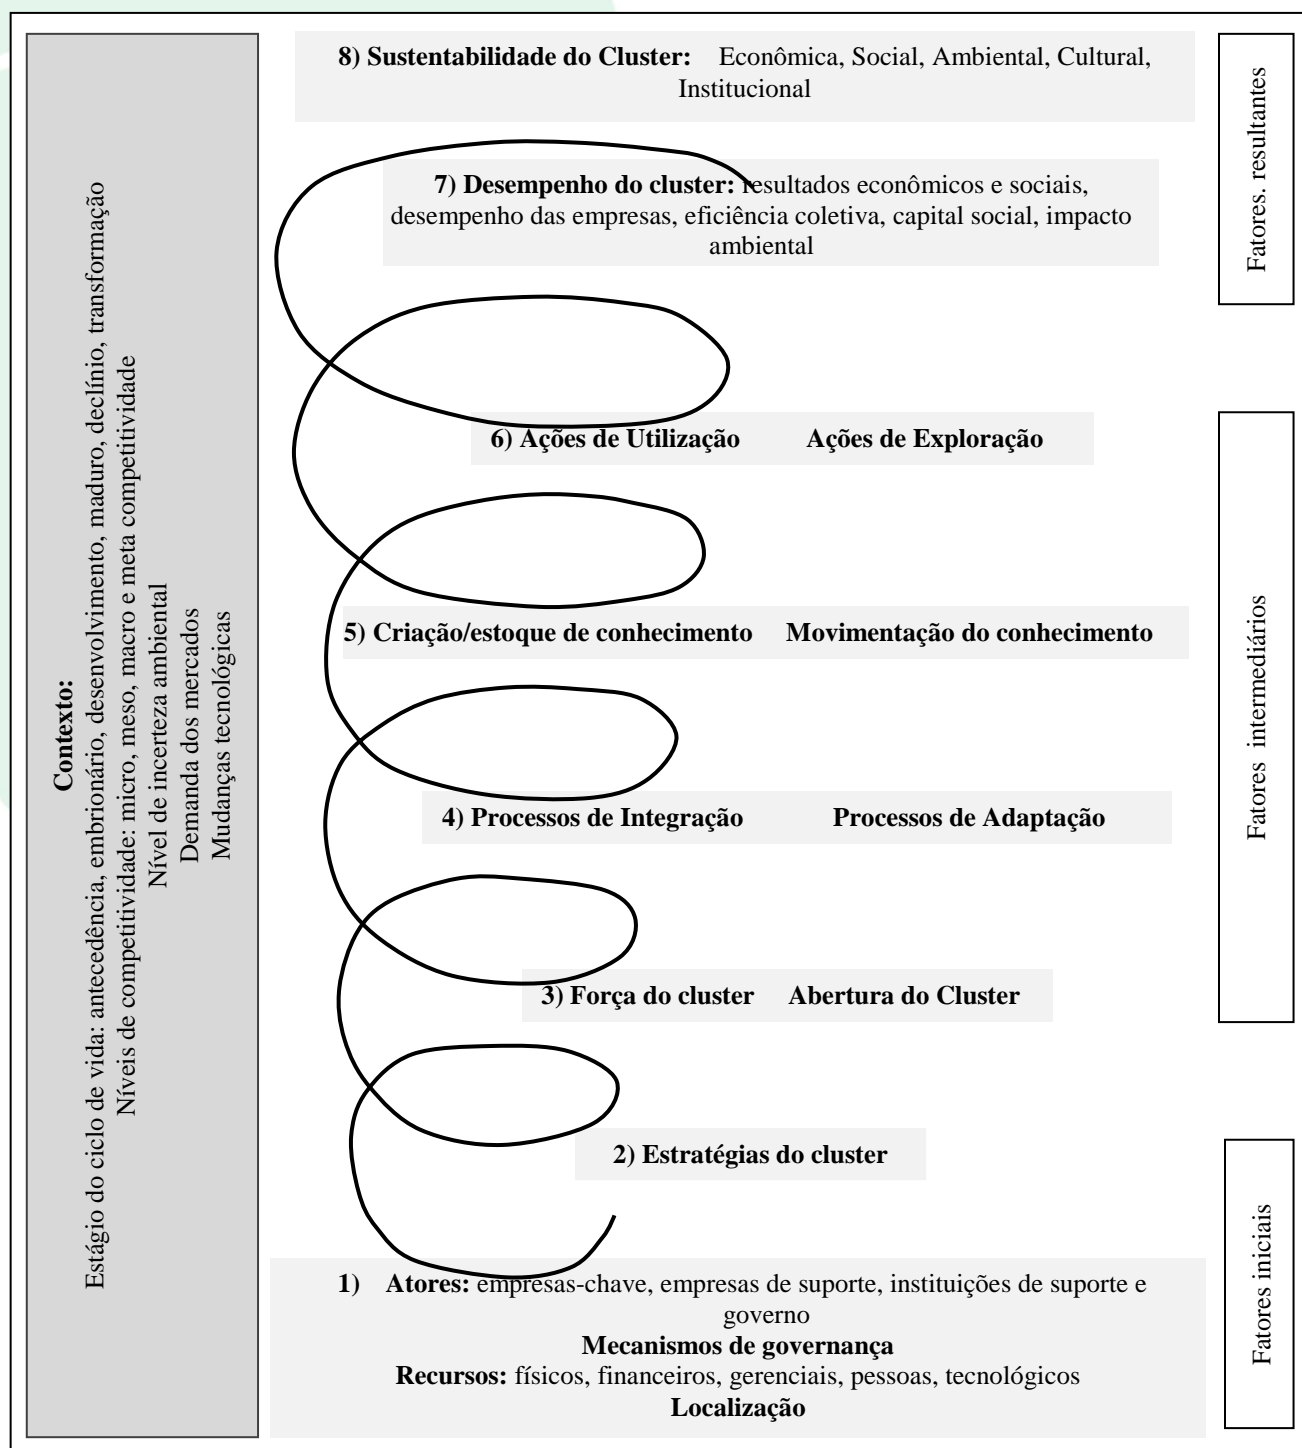 Contexto:
Estágio do ciclo de vida: antecedência, embrionário, desenvolvimento, maduro, declínio, transformação
Níveis de competitividade: micro, meso, macro e meta competitividade
Nível de incerteza ambiental
Demanda dos mercados
Mudanças tecnológicas
8) Sustentabilidade do Cluster: Econômica, Social, Ambiental, Cultural,
Institucional
7) Desempenho do cluster: resultados econômicos e sociais,
desempenho das empresas, eficiência coletiva, capital social, impacto
ambiental
Fatores. resultantes
6) Ações de Utilização Ações de Exploração
5) Criação/estoque de conhecimento Movimentação do conhecimento
4) Processos de Integração Processos de Adaptação
3) Força do cluster Abertura do Cluster
Fatores intermediários
2) Estratégias do cluster
1) Atores: empresas-chave, empresas de suporte, instituições de suporte e
governo
Mecanismos de governança
Recursos: físicos, financeiros, gerenciais, pessoas, tecnológicos
Localização
Fatores iniciais